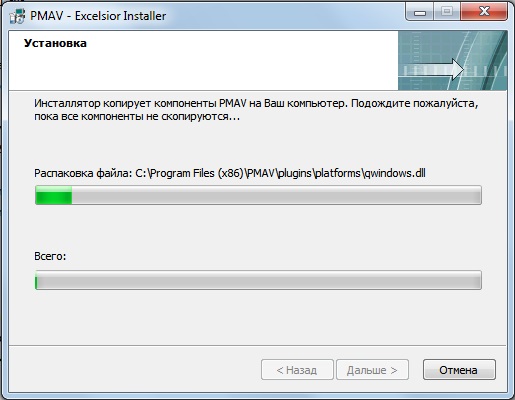 PMAV - Excelsior Installer
Установка
Инсталлятор копирует компоненты PMAV на Ваш компьютер. Подождите пожалуйста,
пока все компоненты не скопируются...
Распаковка файла: C:\Program Files (x86)\PMAV\plugins\platforms\qwindows.dll
Всего:
< Назад
Дальше >
Отмена